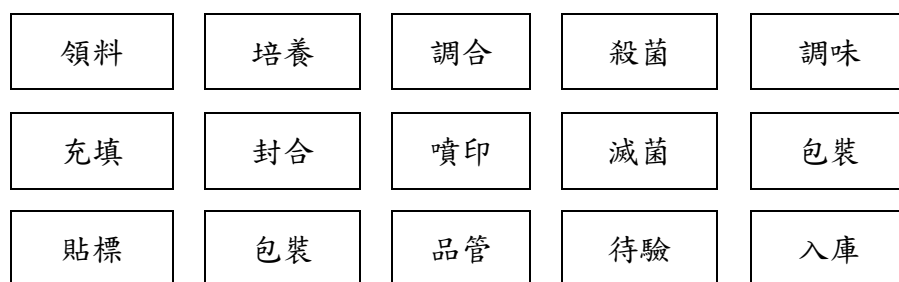 領料 培養 調合 殺菌 調味
充填 封合 噴印 滅菌 包裝
貼標 包裝 品管 待驗 入庫